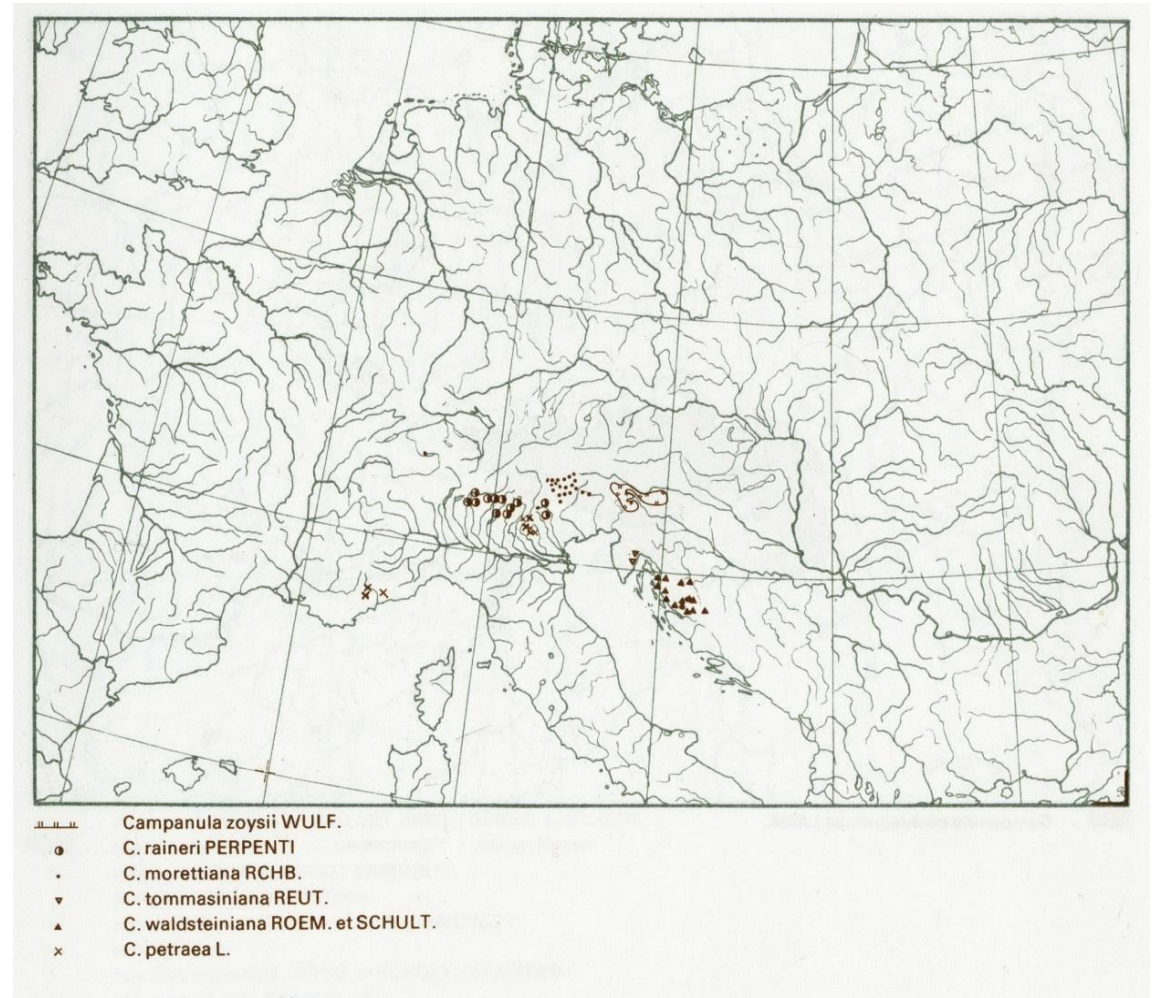 Campanula zoysii WULF.
C. raineri PERPENTI
C. morettiana RCHB.
C. tommasiniana REUT.
C. waldsteiniana ROEM. et SCHULT.
C. petraea L.